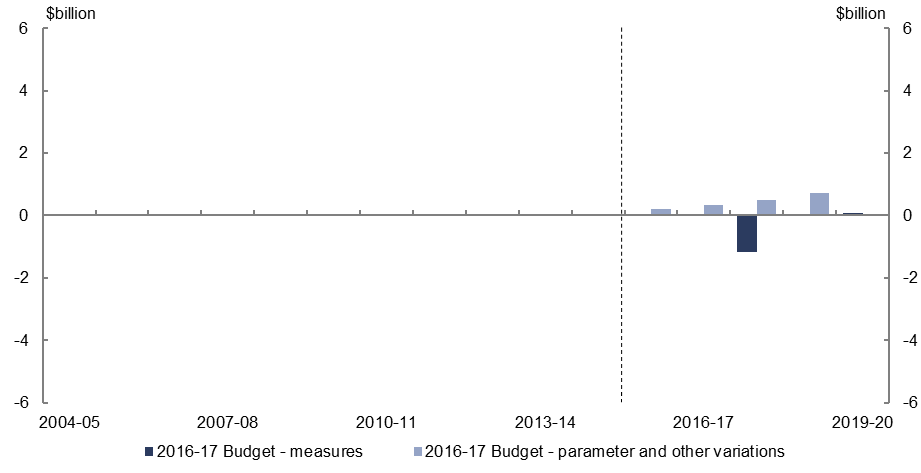 $billion $billion
6 6
4 4
2 2
0 0
-2 -2
-4 -4
-6 -6
2004-05 2007-08 2010-11 2013-14 2016-17 2019-20
2016-17 Budget - measures 2016-17 Budget - parameter and other variations